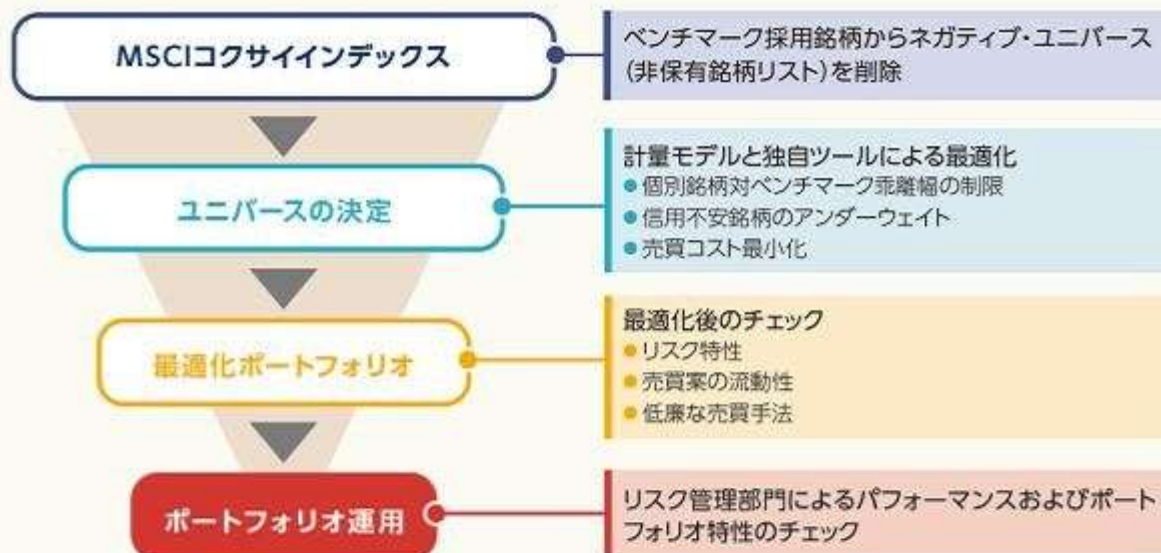 MSCIコクサイインデックス
ベンチマーク採用銘柄からネガティブ・ユニバース
(非保有銘柄リスト)を削除
ユニバースの決定
計量モデルと独自ツールによる最適化
●個別銘柄対ベンチマーク乖離幅の制限
●信用不安銘柄のアンダーウェイト
●売買コスト最小化
最適化ポートフォリオ
最適化後のチェック
●リスク特性
●売買案の流動性
●低廉な売買手法
ポートフォリオ運用
リスク管理部門によるパフォーマンスおよびポート
フォリオ特性のチェック